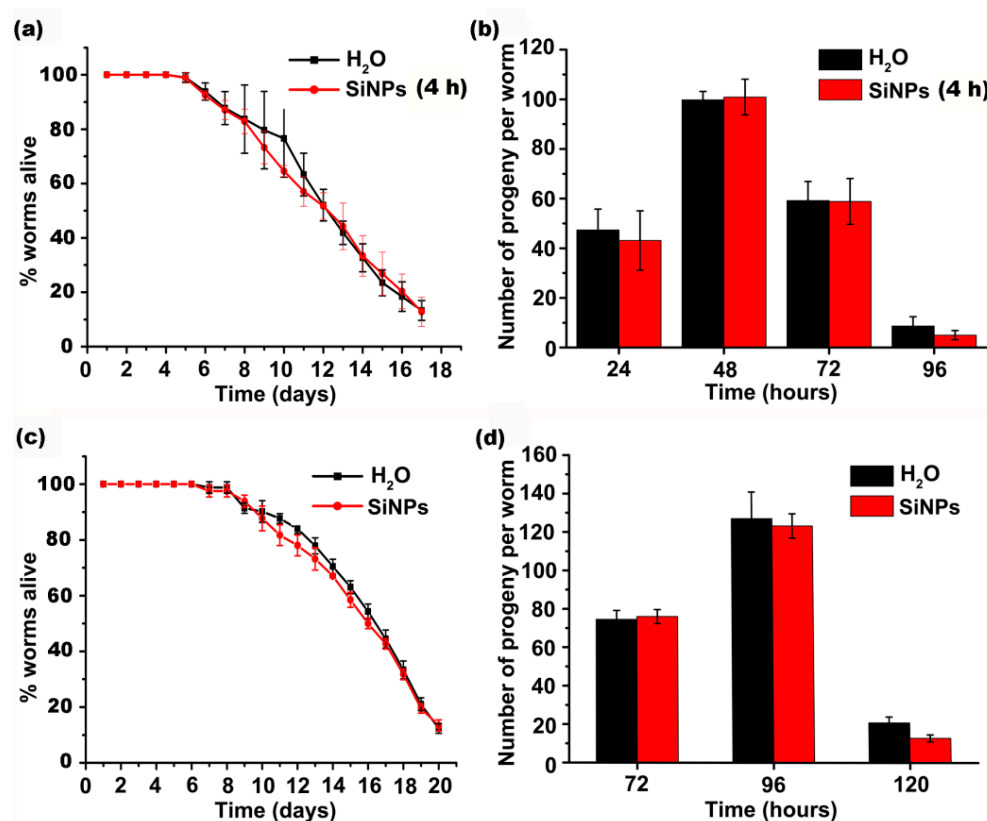 (a)
H₂O
SiNPs (4 h)
% worms alive
100
80
60
40
20
0
0 2 4 6 8 10 12 14 16 18
Time (days)
(b)
H₂O
SiNPs (4 h)
Number of progeny per worm
120
100
80
60
40
20
0
24 48 72 96
Time (hours)
(c)
H₂O
SiNPs
% worms alive
100
80
60
40
20
0
0 2 4 6 8 10 12 14 16 18 20
Time (days)
(d)
H₂O
SiNPs
Number of progeny per worm
160
140
120
100
80
60
40
20
0
72 96 120
Time (hours)